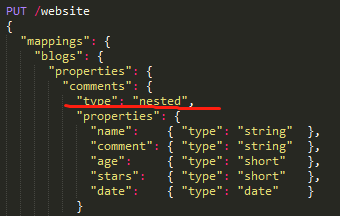 PUT /website
{
  "mappings": {
    "blogs": {
      "properties": {
        "comments": {
          "type": "nested",
          "properties": {
            "name":    { "type": "string"  },
            "comment": { "type": "string"  },
            "age":     { "type": "short"  },
            "stars":   { "type": "short"  },
            "date":    { "type": "date"    }
          }